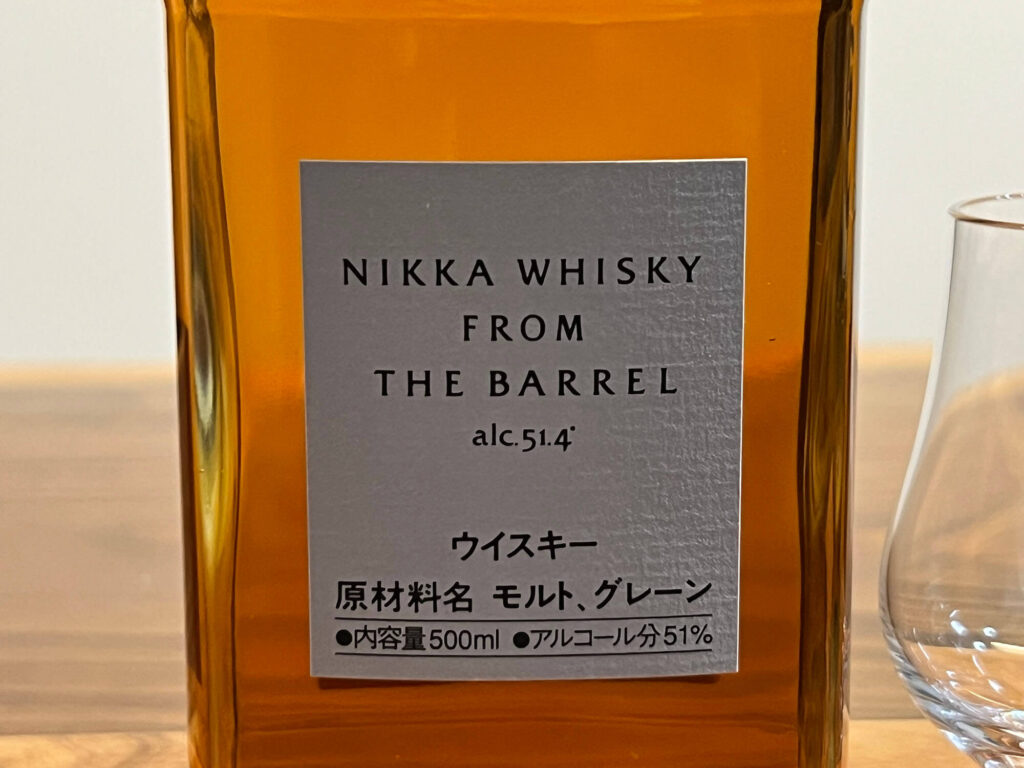 NIKKA WHISKY
FROM
THE BARREL
alc.51.4°
ウイスキー
原材料名 モルト、グレーン
●内容量500ml ●アルコール分51%